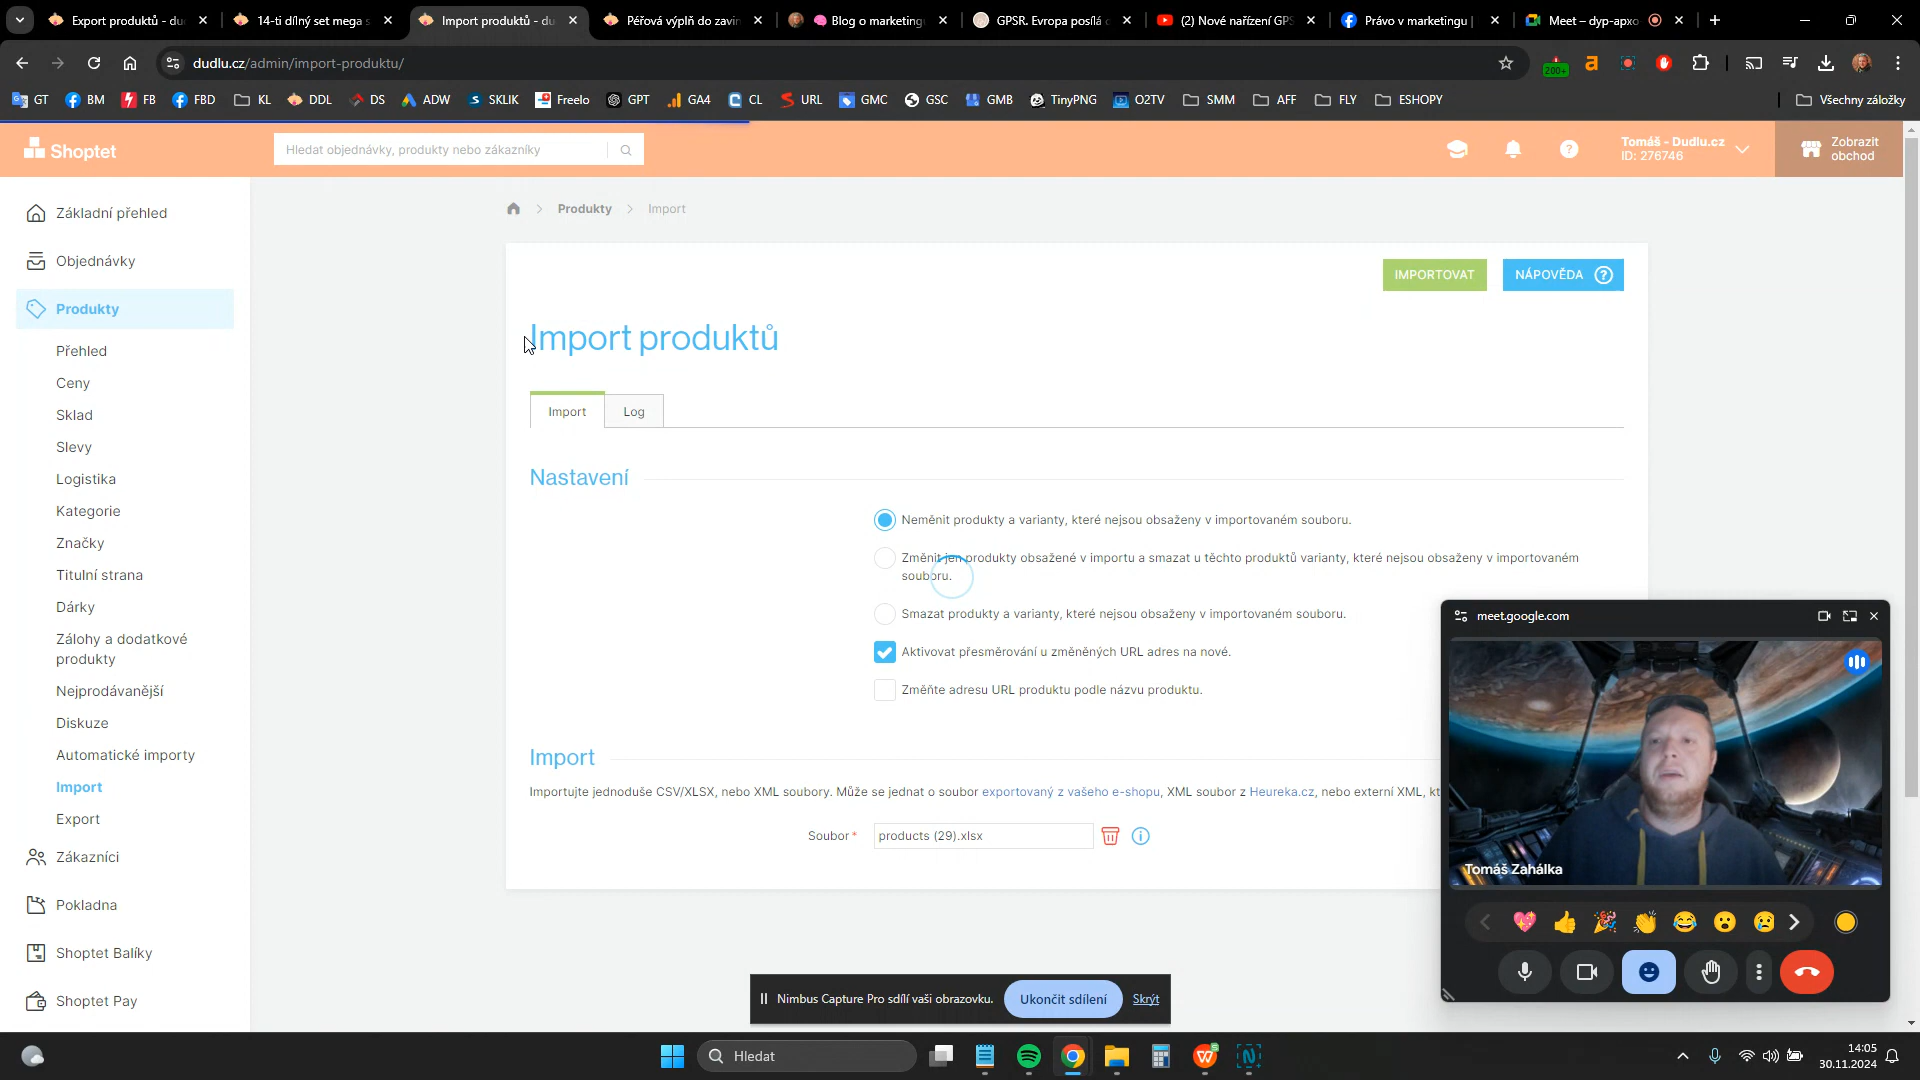 Export produktů - du
14-ti dílný set mega s
Import produktů - du
Péřová výplň do zavin
Blog o marketingu
GPSR. Evropa posílá
(2) Nové nařízení GPS
Právo v marketingu |
Meet – dyp-apxo
dudlu.cz/admin/import-produktu/
200+
GT
BM
FB
FBD
KL
DDL
DS
ADW
SKLIK
Freelo
GPT
GA4
CL
URL
GMC
GSC
GMB
TinyPNG
O2TV
SMM
AFF
FLY
ESHOPY
Všechny záložky
Shoptet
Hledat objednávky, produkty nebo zákazníky
Tomáš - Dudlu.cz
ID: 276746
Zobrazit
obchod
Základní přehled
Objednávky
Produkty
Přehled
Ceny
Sklad
Slevy
Logistika
Kategorie
Značky
Titulní strana
Dárky
Zálohy a dodatkové
produkty
Nejprodávanější
Diskuze
Automatické importy
Import
Export
Zákazníci
Pokladna
Shoptet Balíky
Shoptet Pay
Produkty
Import
IMPORTOVAT
NÁPOVĚDA
Import produktů
Import
Log
Nastavení
Neměnit produkty a varianty, které nejsou obsaženy v importovaném souboru.
Změnit jen produkty obsažené v importu a smazat u těchto produktů varianty, které nejsou obsaženy v importovaném
souboru.
Smazat produkty a varianty, které nejsou obsaženy v importovaném souboru.
Aktivovat přesměrování u změněných URL adres na nové.
Změňte adresu URL produktu podle názvu produktu.
Import
Importujte jednoduše CSV/XLSX, nebo XML soubory. Může se jednat o soubor exportovaný z vašeho e-shopu, XML soubor z Heureka.cz, nebo externí XML, kt
Soubor *
products (29).xlsx
meet.google.com
Tomáš Zahálka
Nimbus Capture Pro sdílí vaši obrazovku.
Ukončit sdílení
Skrýt
Hledat
14:05
30.11.2024